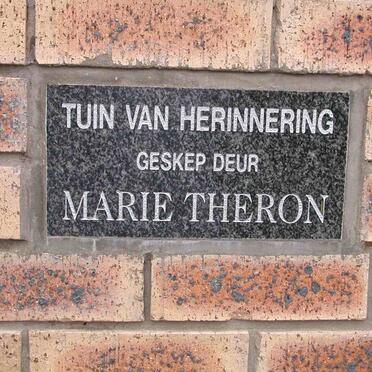 TUIN VAN HERINNERING
GESKEP DEUR
MARIE THERON